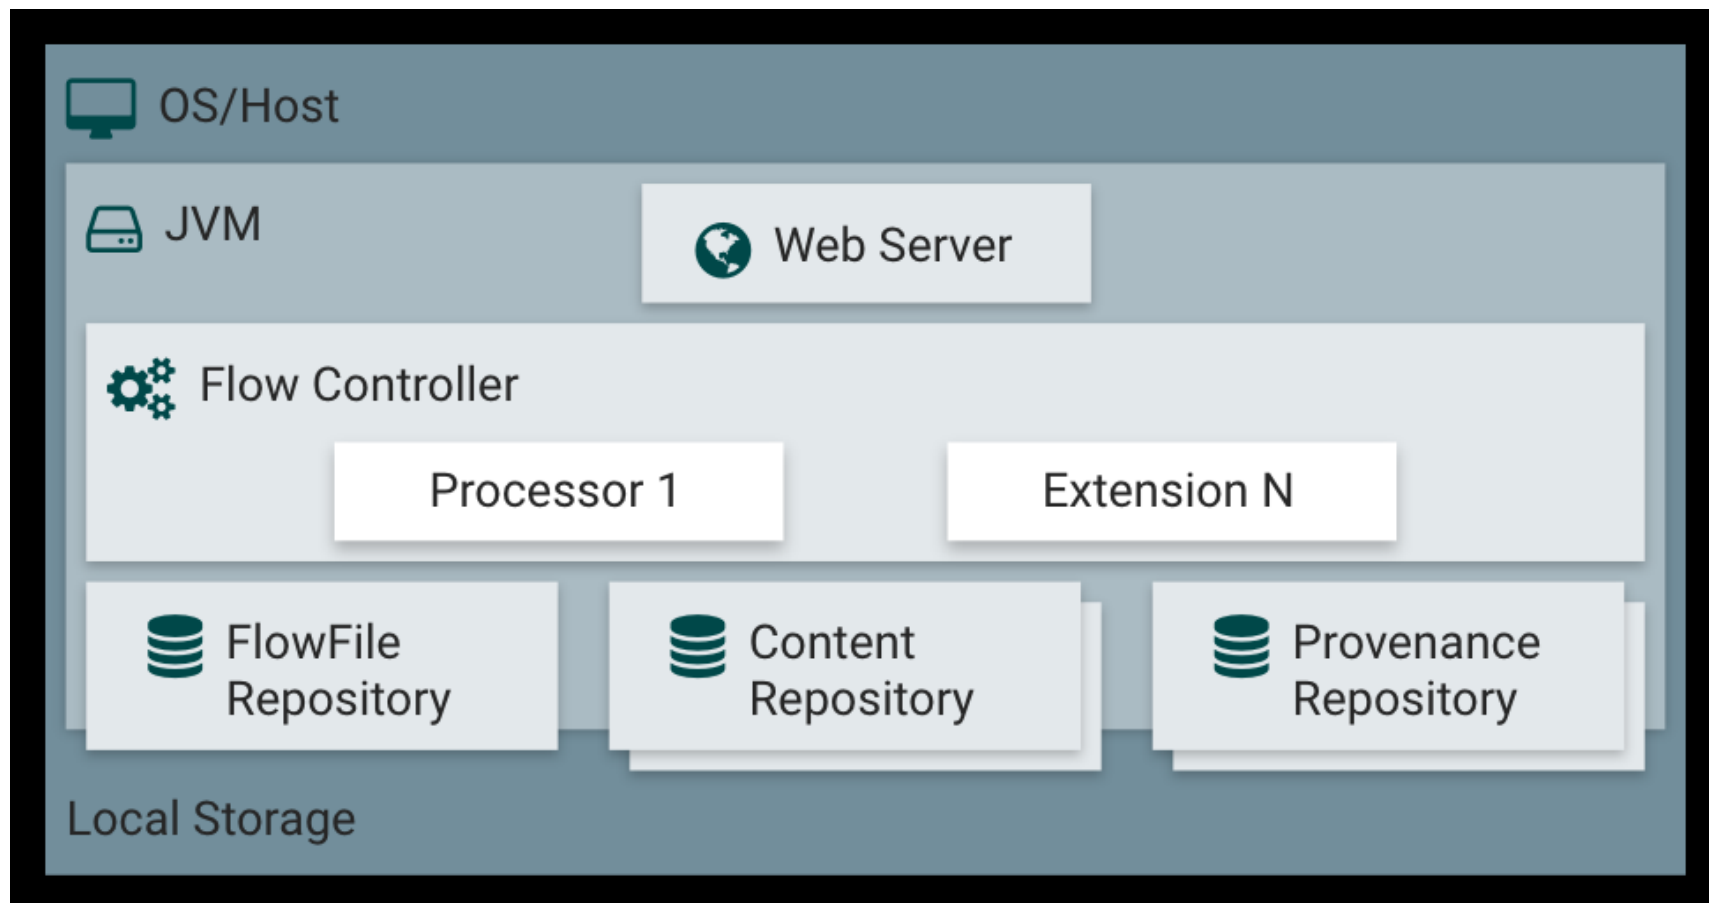 OS/Host
JVM
Web Server
Flow Controller
Processor 1
Extension N
FlowFile
Repository
Content
Repository
Provenance
Repository
Local Storage